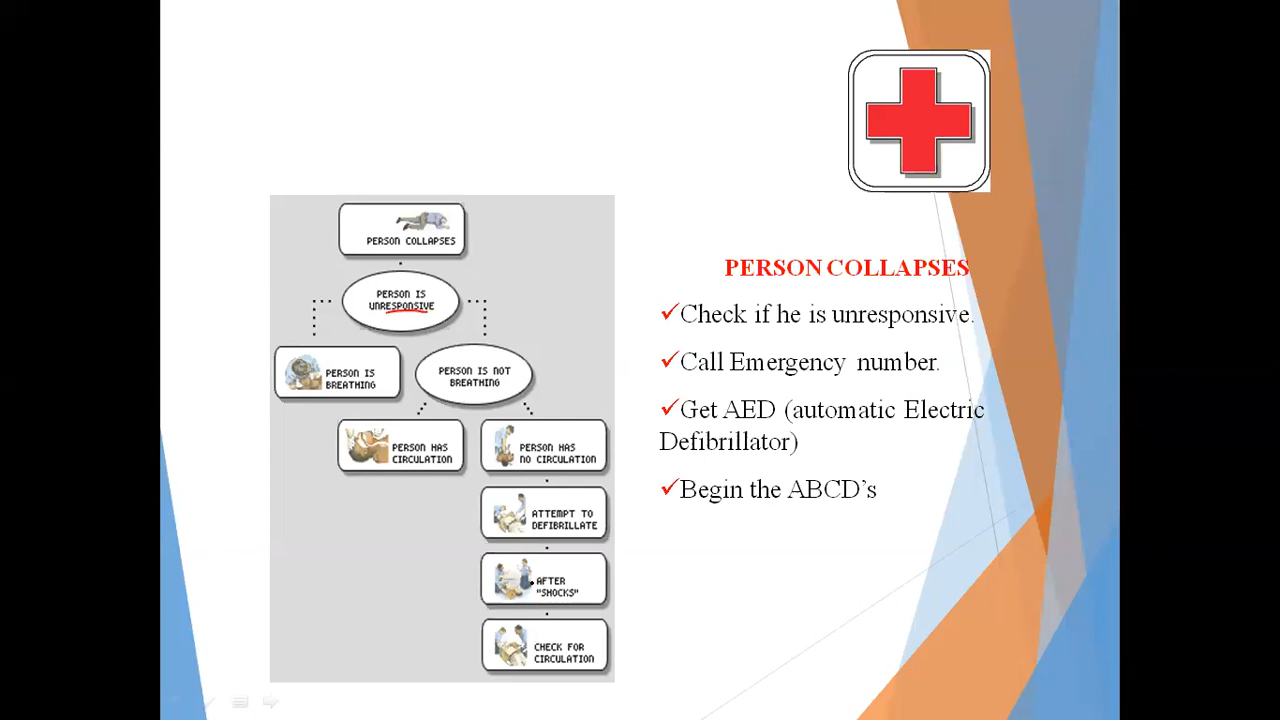 PERSON COLLAPSES
PERSON IS
UNRESPONSIVE
PERSON IS
BREATHING
PERSON IS NOT
BREATHING
PERSON HAS
CIRCULATION
PERSON HAS
NO CIRCULATION
ATTEMPT TO
DEFIBRILLATE
AFTER
"SHOCKS"
CHECK FOR
CIRCULATION
PERSON COLLAPSES
✓Check if he is unresponsive.
✓Call Emergency number.
✓Get AED (automatic Electric
Defibrillator)
✓Begin the ABCD’s